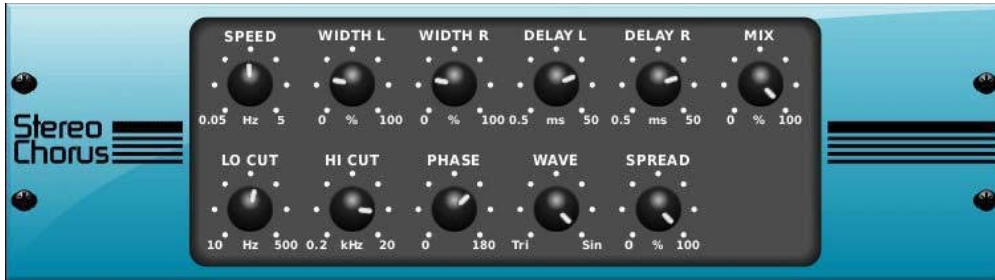 SPEED WIDTH L WIDTH R DELAY L DELAY R MIX
0.05 Hz 5 0 % 100 0 % 100 0.5 ms 50 0.5 ms 50 0 % 100
Stereo
Chorus
LO CUT HI CUT PHASE WAVE SPREAD
10 Hz 500 0.2 kHz 20 0 180 Tri Sin 0 % 100